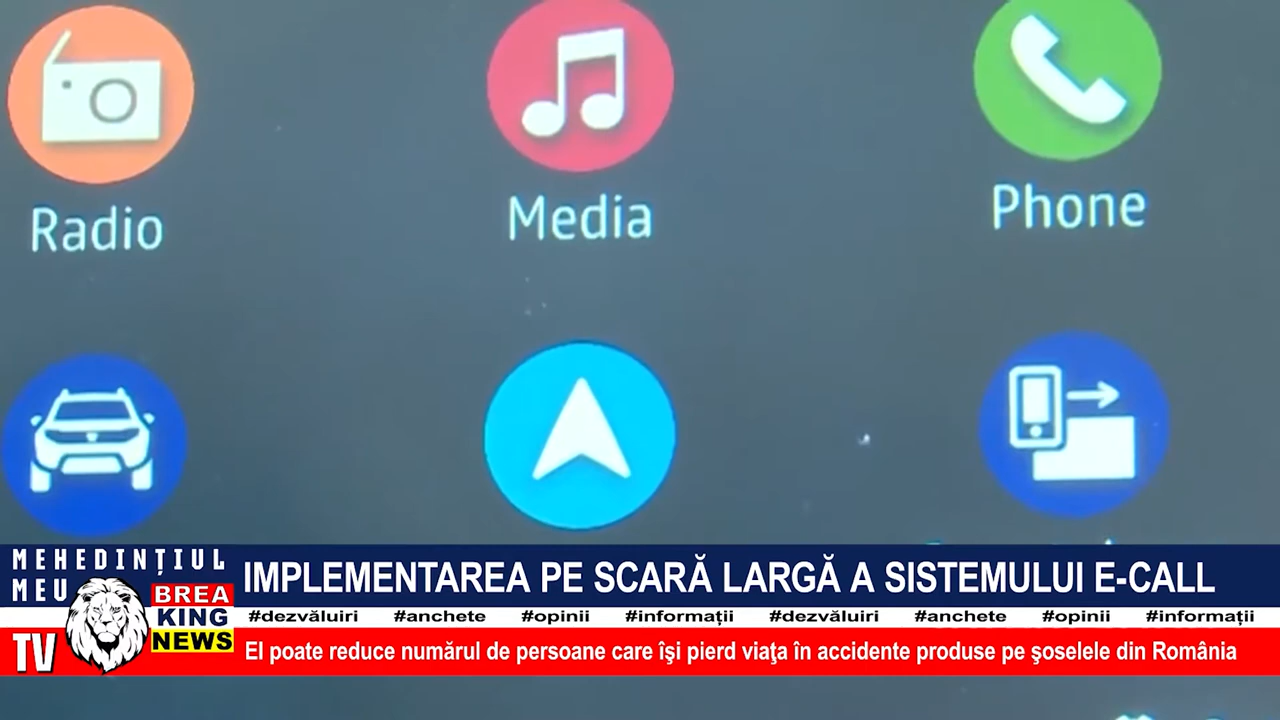 Radio
Media
Phone
MEHEDINȚIUL
MEU
TV
BREA
KING
NEWS
IMPLEMENTAREA PE SCARĂ LARGĂ A SISTEMULUI E-CALL
#dezvăluiri #anchete #opinii #informații #dezvăluiri #anchete #opinii #informații
El poate reduce numărul de persoane care îşi pierd viaţa în accidente produse pe şoselele din România